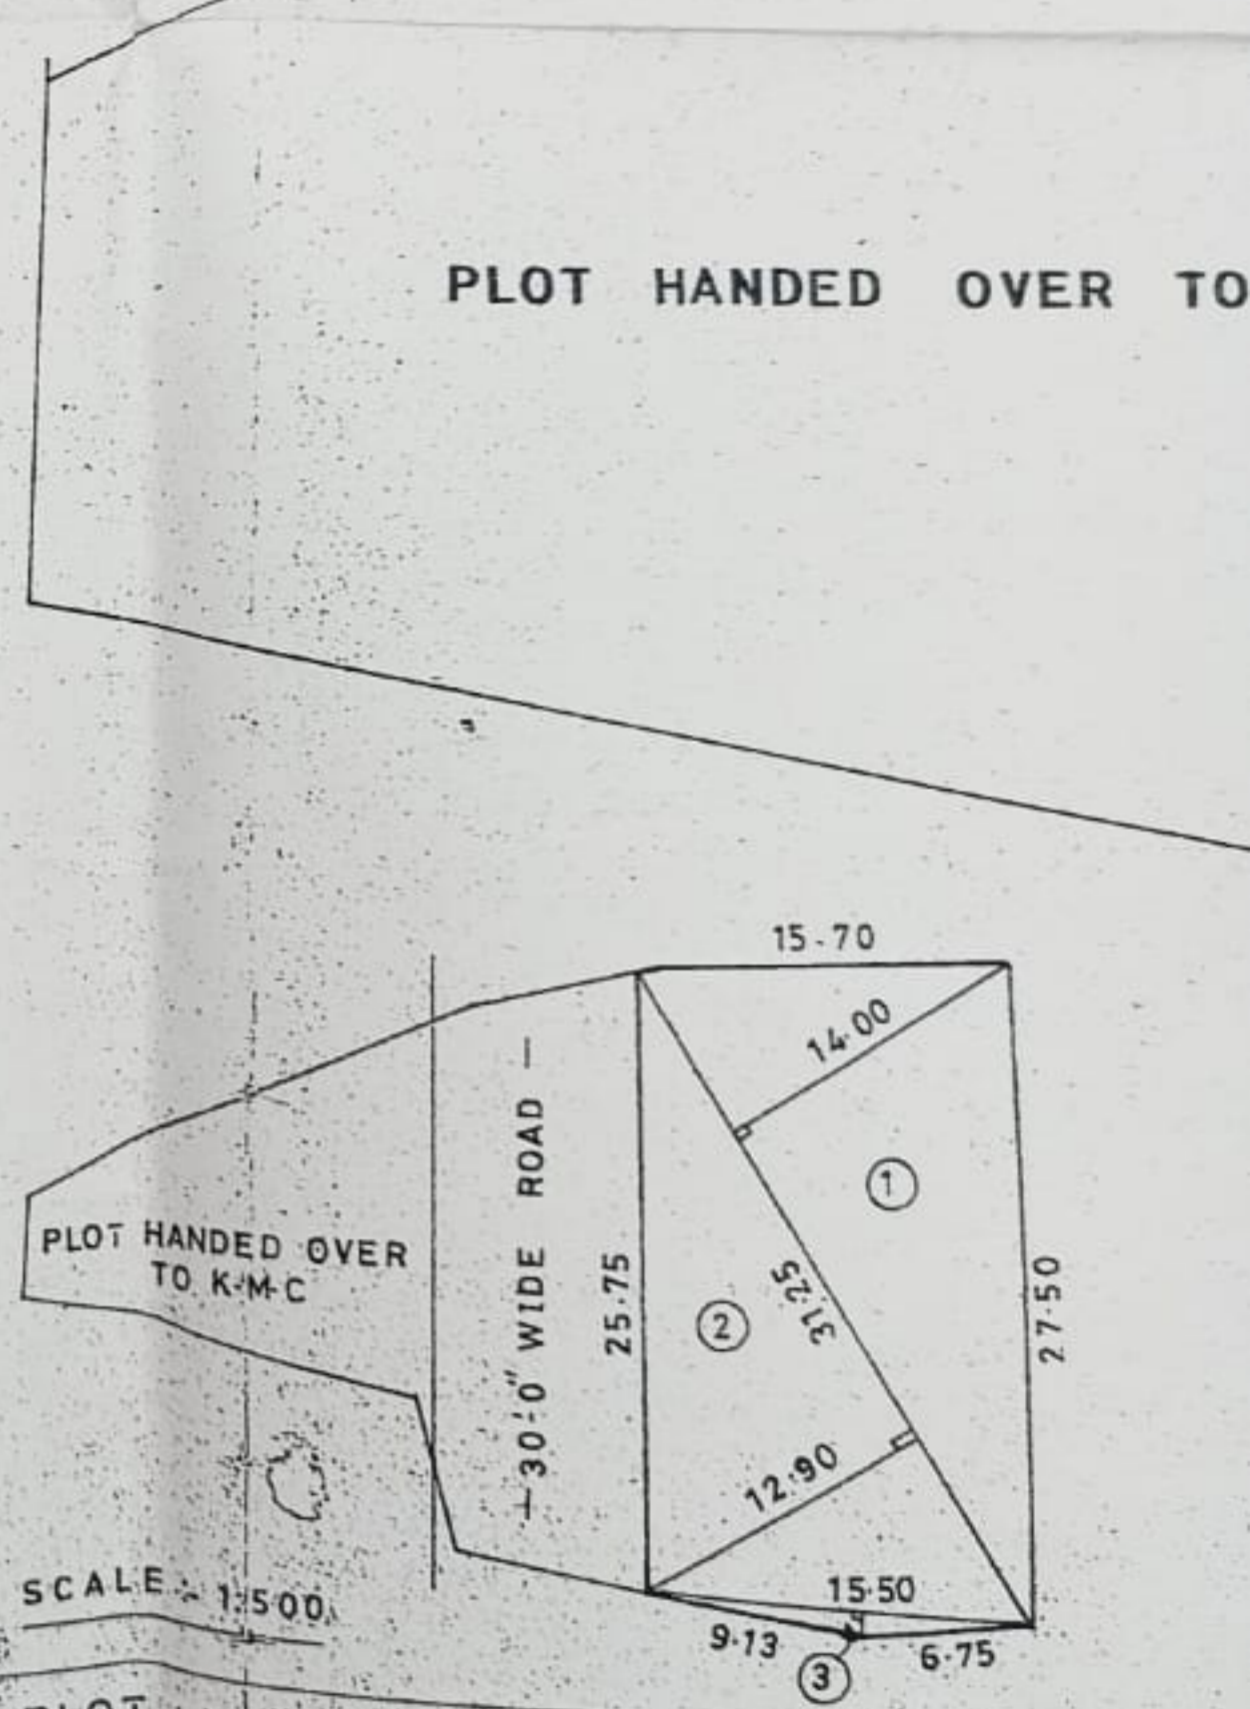 PLOT HANDED OVER TO
15.70
14.00
1
PLOT HANDED OVER
TO K.M.C
30'-0" WIDE ROAD
25.75
2
31.25
27.50
12.90
15.50
SCALE:- 1:500
9.13
6.75
3
PLOT